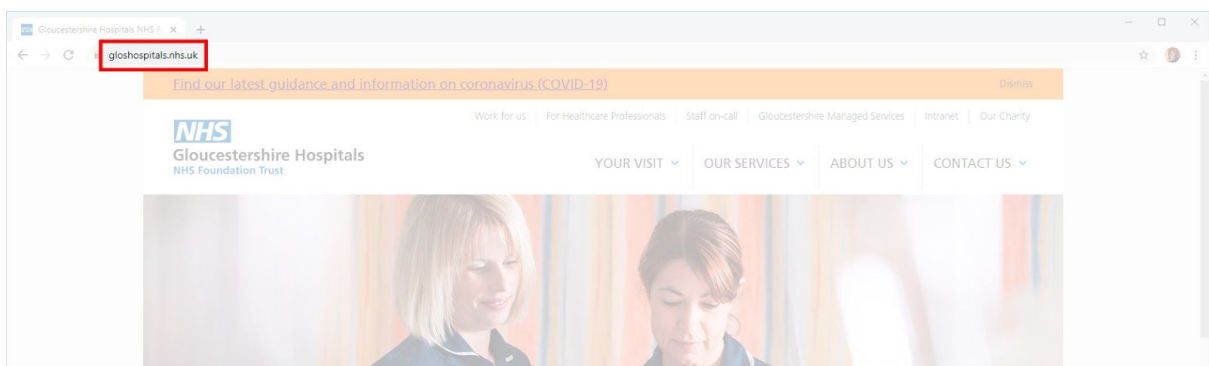 Gloucestershire Hospitals NHS F
gloshospitals.nhs.uk
Find our latest guidance and information on coronavirus (COVID-19) Dismiss
Work for us For Healthcare Professionals Staff on-call Gloucestershire Managed Services Intranet Our Charity
NHS
Gloucestershire Hospitals
NHS Foundation Trust
YOUR VISIT OUR SERVICES ABOUT US CONTACT US